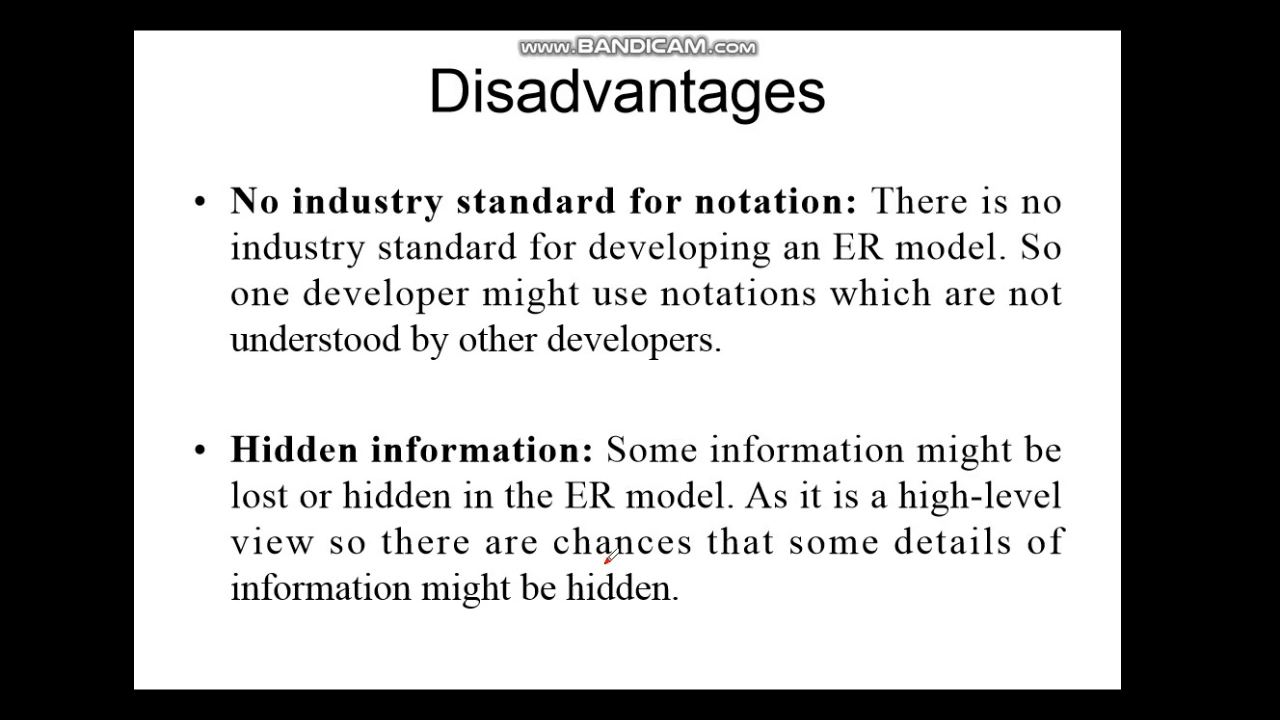 www.BANDICAM.com
Disadvantages
• No industry standard for notation: There is no
industry standard for developing an ER model. So
one developer might use notations which are not
understood by other developers.
• Hidden information: Some information might be
lost or hidden in the ER model. As it is a high-level
view so there are chances that some details of
information might be hidden.